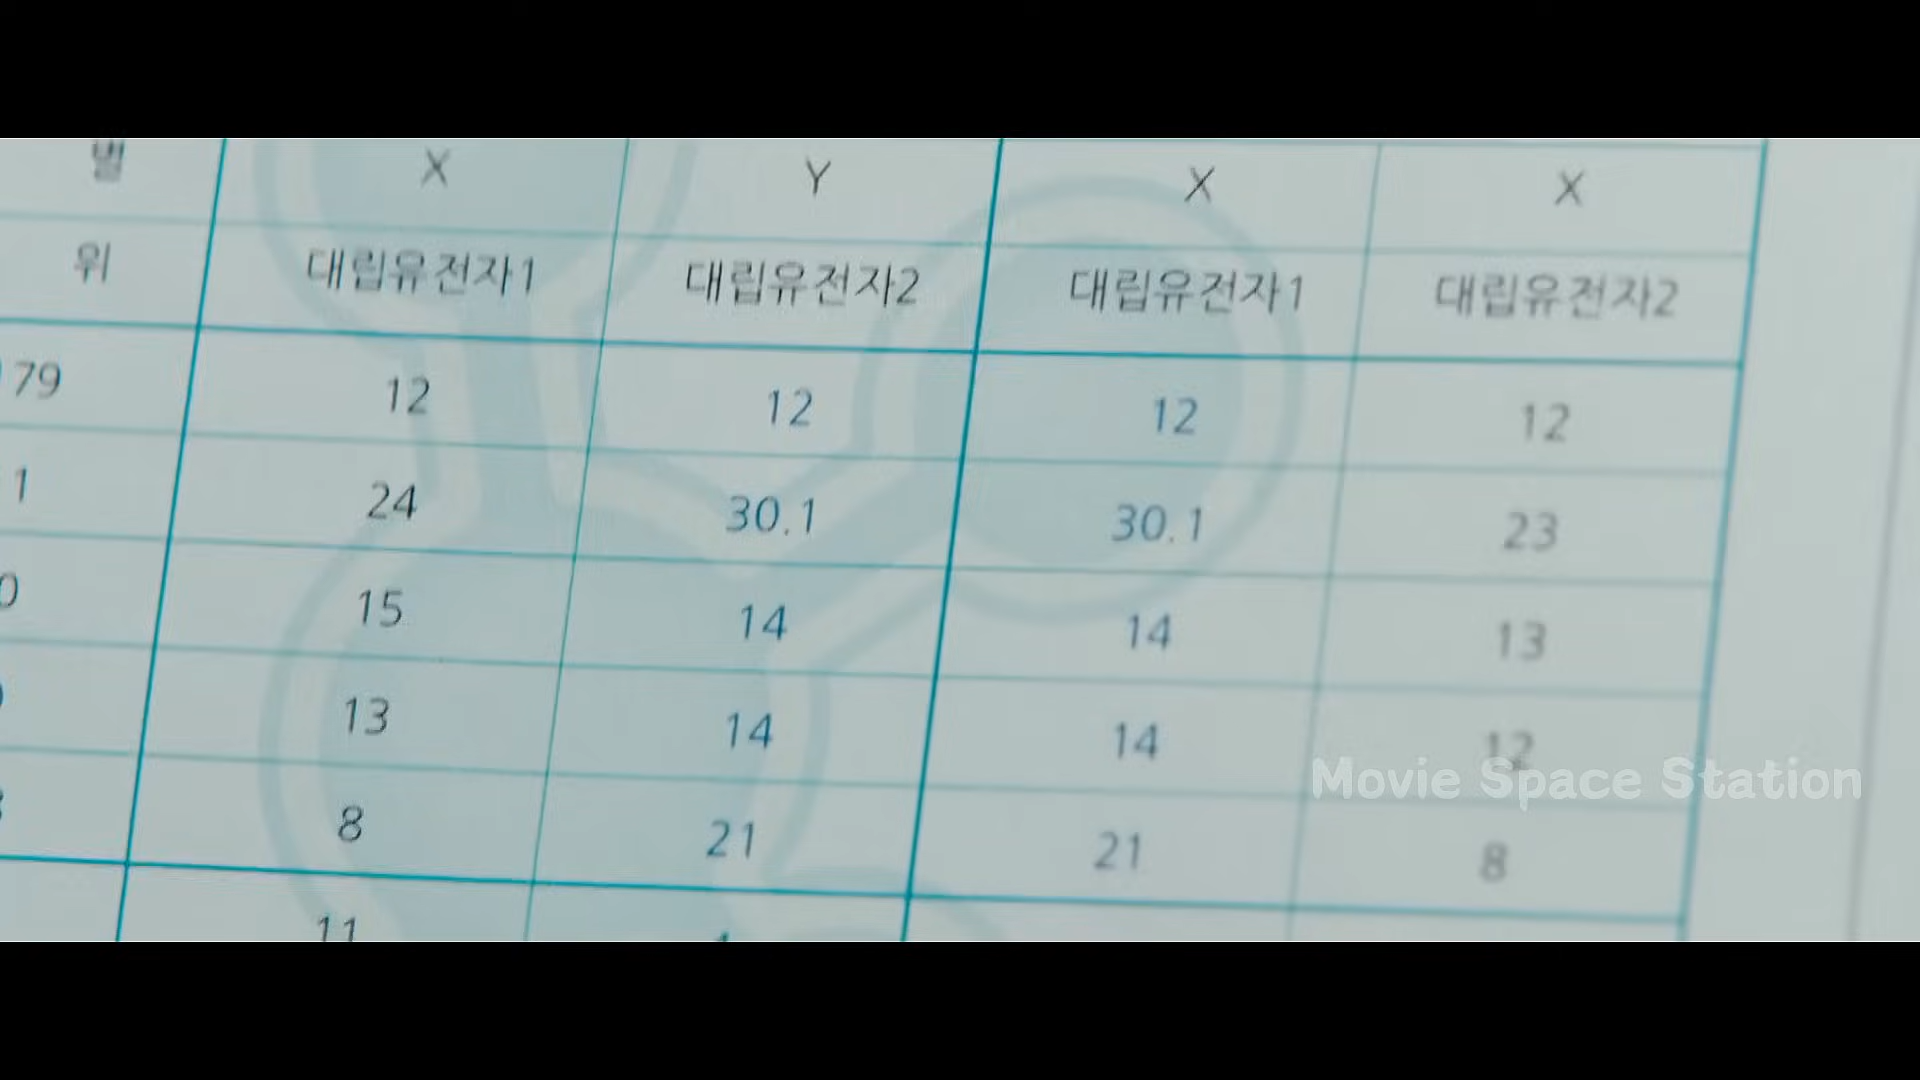 별 X Y X X
위 대립유전자1 대립유전자2 대립유전자1 대립유전자2
79 12 12 12 12
1 24 30.1 30.1 23
0 15 14 14 13
13 14 14 12
Movie Space Station
8 21 21 8
11